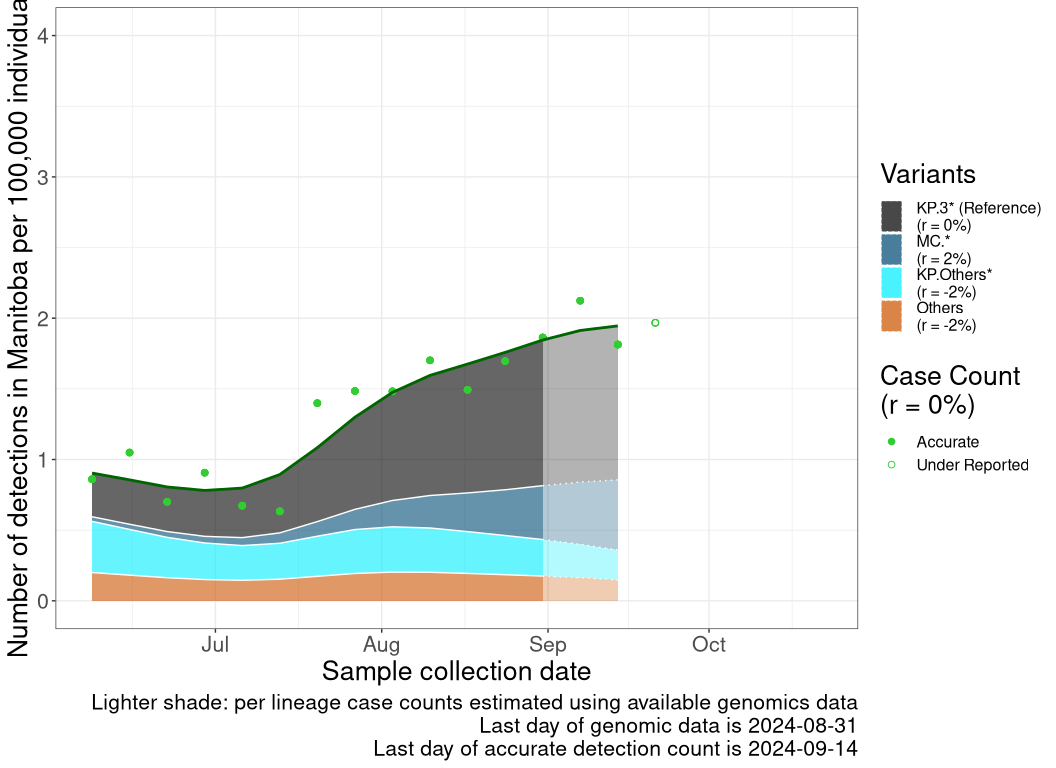 Number of detections in Manitoba per 100,000
4
3
2
1
0
Jul
Aug
Sep
Oct
Sample collection date
Variants
KP.3* (Reference)
(r = 0%)
MC.*
(r = 2%)
KP.Others*
(r = -2%)
Others
(r = -2%)
Case Count
(r = 0%)
Accurate
Under Reported
Lighter shade: per lineage case counts estimated using available genomics data
Last day of genomic data is 2024-08-31
Last day of accurate detection count is 2024-09-14